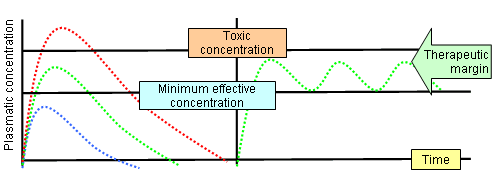 Plasmatic concentration
Toxic
concentration
Minimum effective
concentration
Therapeutic
margin
Time